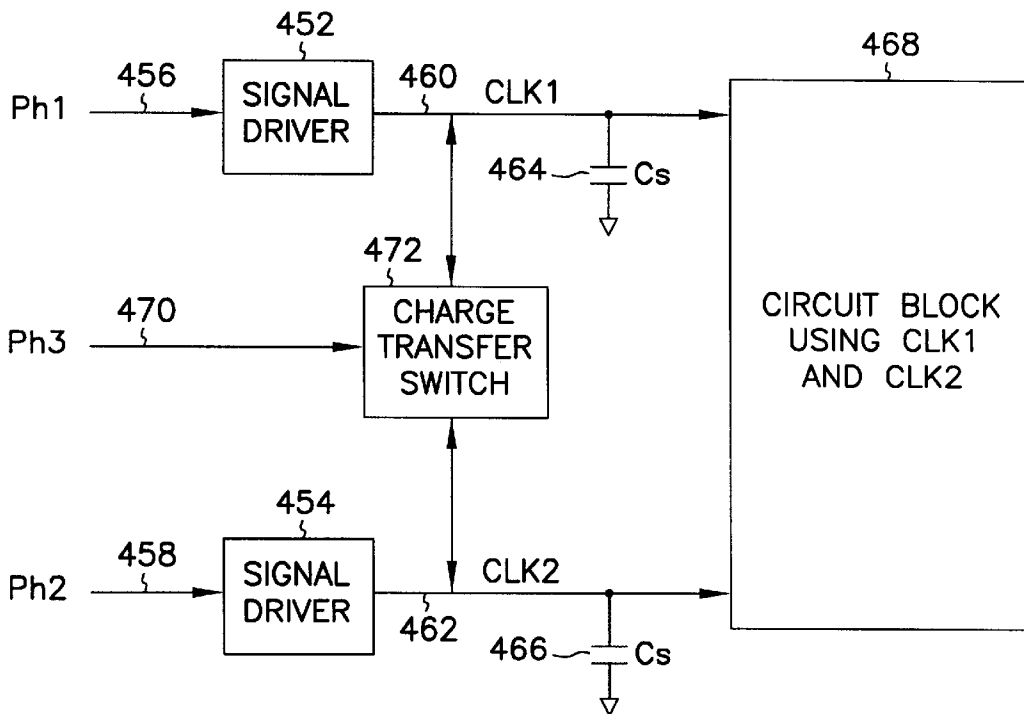 452
468
456
460
CLK1
Ph1
SIGNAL
DRIVER
464
Cs
472
470
Ph3
CHARGE
TRANSFER
SWITCH
CIRCUIT BLOCK
USING CLK1
AND CLK2
454
458
CLK2
Ph2
SIGNAL
DRIVER
462
466
Cs